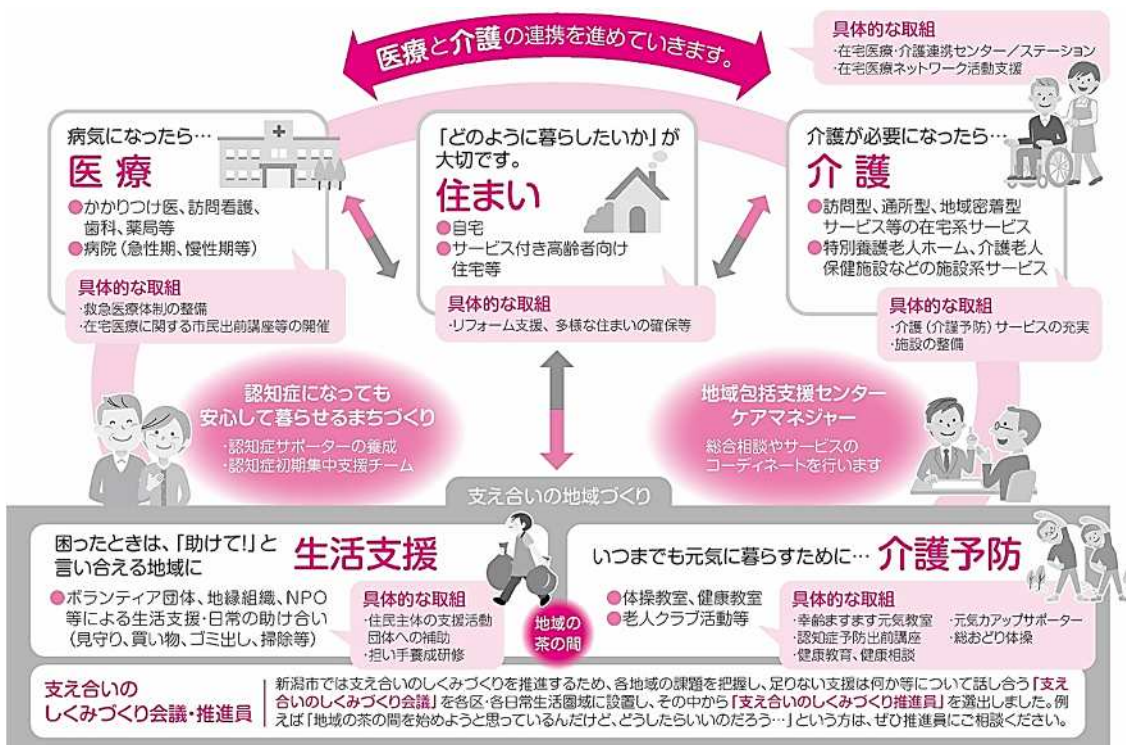 医療と介護の連携を進めていきます。
具体的な取組
・在宅医療・介護連携センター/ステーション
・在宅医療ネットワーク活動支援
病気になったら…
医療
●かかりつけ医、訪問看護、
歯科、薬局等
●病院(急性期、慢性期等)
具体的な取組
・救急医療体制の整備
・在宅医療に関する市民出前講座等の開催
「どのように暮らしたいか」が
大切です。
住まい
●自宅
●サービス付き高齢者向け
住宅等
具体的な取組
・リフォーム支援、多様な住まいの確保等
介護が必要になったら…
介護
●訪問型、通所型、地域密着型
サービス等の在宅系サービス
●特別養護老人ホーム、介護老人
保健施設などの施設系サービス
具体的な取組
・介護(介護予防)サービスの充実
・施設の整備
認知症になっても
安心して暮らせるまちづくり
・認知症サポーターの養成
・認知症初期集中支援チーム
地域包括支援センター
ケアマネジャー
総合相談やサービスの
コーディネートを行います
支え合いの地域づくり
困ったときは、「助けて!」と
言い合える地域に
生活支援
●ボランティア団体、地縁組織、NPO
等による生活支援・日常の助け合い
(見守り、買い物、ゴミ出し、掃除等)
具体的な取組
・住民主体の支援活動
団体への補助
・担い手養成研修
地域の
茶の間
いつまでも元気に暮らすために…
介護予防
●体操教室、健康教室
●老人クラブ活動等
具体的な取組
・幸齢ますます元気教室
・認知症予防出前講座
・健康教育、健康相談
・元気力アップサポーター
・総おどり体操
支え合いの
しくみづくり会議・推進員
新潟市では支え合いのしくみづくりを推進するため、各地域の課題を把握し、足りない支援は何か等について話し合う「支え
合いのしくみづくり会議」を各区・各日常生活圏域に設置し、その中から「支え合いのしくみづくり推進員」を選出しました。例
えば「地域の茶の間を始めようと思っているんだけど、どうしたらいいのだろう…」という方は、ぜひ推進員にご相談ください。